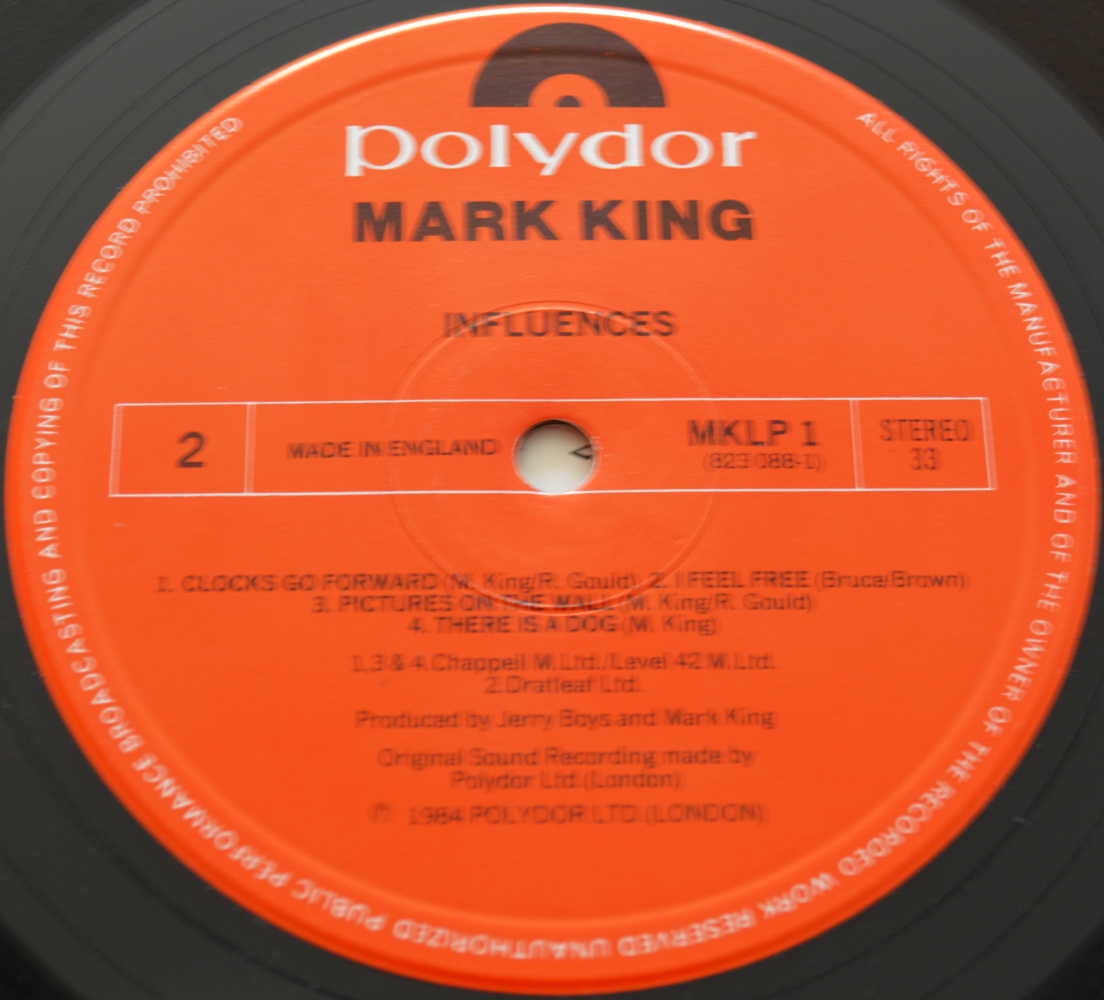 polydor
MARK KING
INFLUENCES
2
MADE IN ENGLAND
MKLP 1
(823 088-1)
STEREO
33
1. CLOCKS GO FORWARD (M. King/R. Gould) 2. I FEEL FREE (Bruce/Brown)
3. PICTURES ON THE WALL (M. King/R. Gould)
4. THERE IS A DOG (M. King)
1,3 & 4. Chappell M. Ltd./Level 42 M. Ltd.
2. Dratleaf Ltd.
Produced by Jerry Boys and Mark King
Original Sound Recording made by
Polydor Ltd. (London)
℗ 1984 POLYDOR LTD. (LONDON)
ALL RIGHTS OF THE MANUFACTURER AND OF THE OWNER OF THE RECORDED WORK RESERVED UNAUTHORIZED PUBLIC PERFORMANCE BROADCASTING AND COPYING OF THIS RECORD PROHIBITED